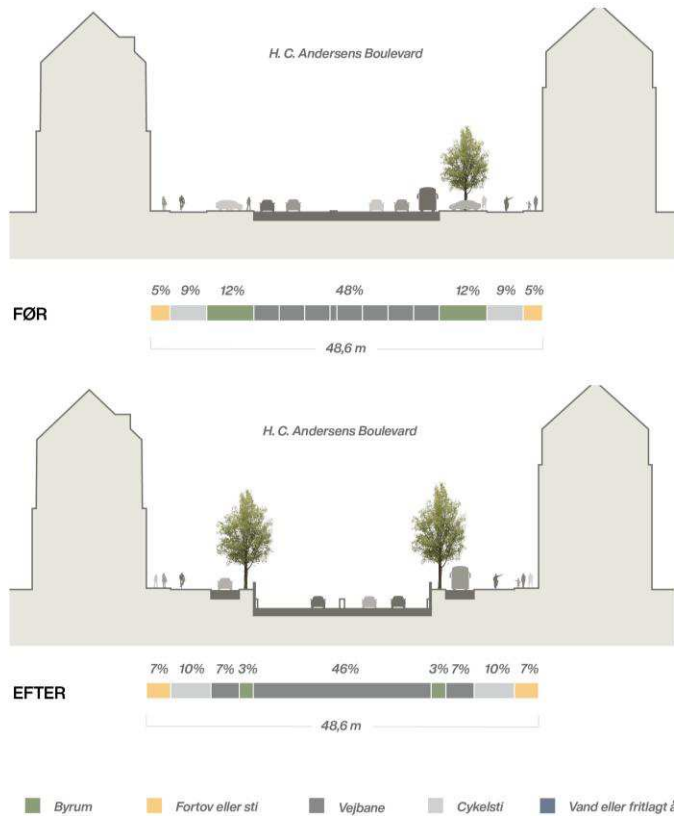 H. C. Andersens Boulevard
5% 9% 12% 48% 12% 9% 5%
FØR
48,6 m
H. C. Andersens Boulevard
7% 10% 7% 3% 46% 3% 7% 10% 7%
EFTER
48,6 m
Byrum Fortov eller sti Vejbane Cykelsti Vand eller fritlagt å